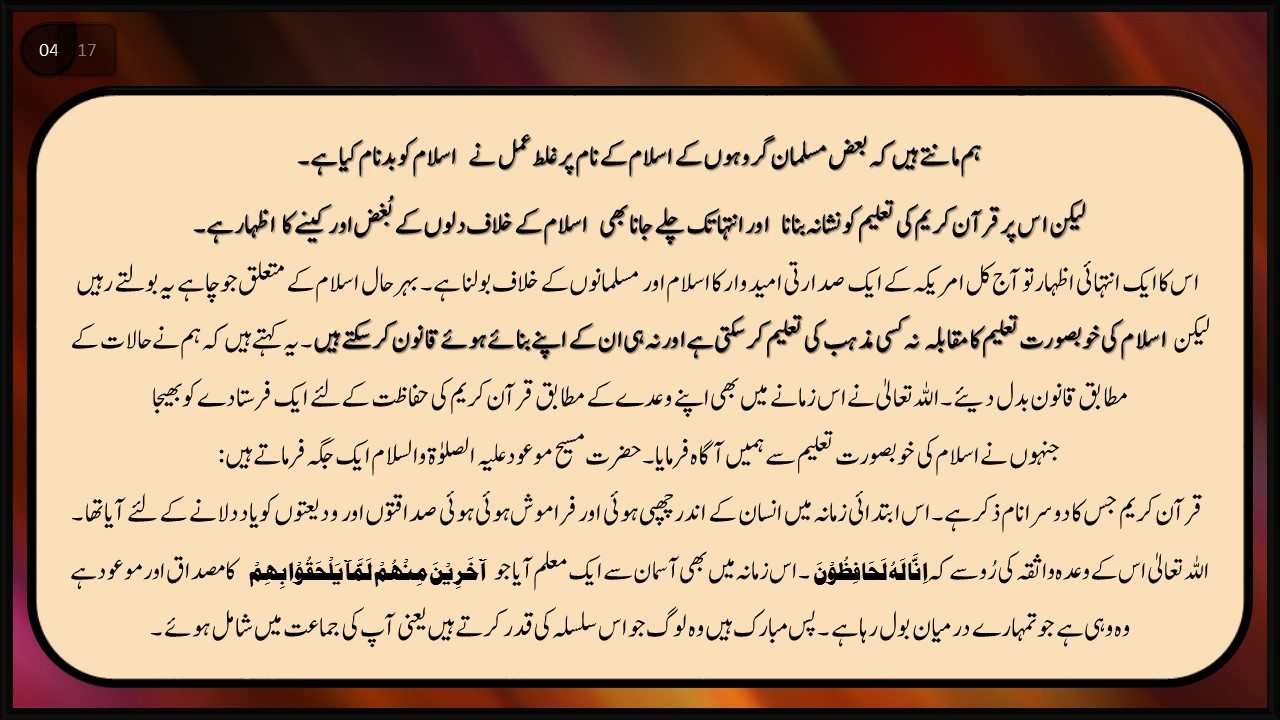 04 17
ہم مانتے ہیں کہ بعض مسلمان گروہوں کے اسلام کے نام پر غلط عمل نے اسلام کو بدنام کیا ہے۔
لیکن اس پر قرآن کریم کی تعلیم کو نشانہ بنانا اور انتہا تک چلے جانا بھی اسلام کے خلاف دلوں کے بُغض اور کینے کا اظہار ہے۔
اس کا ایک انتہائی اظہار تو آج کل امریکہ کے ایک صدارتی امیدوار کا اسلام اور مسلمانوں کے خلاف بولنا ہے۔ بہرحال اسلام کے متعلق جو چاہے یہ بولتے رہیں
لیکن اسلام کی خوبصورت تعلیم کا مقابلہ نہ کسی مذہب کی تعلیم کر سکتی ہے اور نہ ہی ان کے اپنے بنائے ہوئے قانون کر سکتے ہیں۔ یہ کہتے ہیں کہ ہم نے حالات کے
مطابق قانون بدل دیئے۔ اللہ تعالیٰ نے اس زمانے میں بھی اپنے وعدے کے مطابق قرآن کریم کی حفاظت کے لئے ایک فرستادے کو بھیجا
جنہوں نے اسلام کی خوبصورت تعلیم سے ہمیں آگاہ فرمایا۔ حضرت مسیح موعود علیہ الصلوٰۃ والسلام ایک جگہ فرماتے ہیں:
قرآن کریم جس کا دوسرا نام ذکر ہے۔ اس ابتدائی زمانہ میں انسان کے اندر چھپی ہوئی اور فراموش ہوئی ہوئی صداقتوں اور ودیعتوں کو یاد دلانے کے لئے آیا تھا۔
اللہ تعالیٰ اس کے وعدہ واثقہ کی رُو سے کہ اِنَّا لَهٗ لَحَافِظُوْنَ ۔ اس زمانہ میں بھی آسمان سے ایک معلم آیا جو آخَرِيْنَ مِنْهُمْ لَمَّا يَلْحَقُوْا بِهِمْ کا مصداق اور موعود ہے
وہ وہی ہے جو تمہارے درمیان بول رہا ہے۔ پس مبارک ہیں وہ لوگ جو اس سلسلہ کی قدر کرتے ہیں یعنی آپ کی جماعت میں شامل ہوئے۔